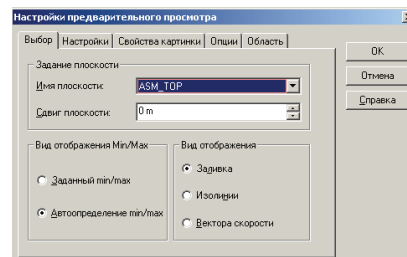 Настройки предварительного просмотра
Выбор Настройки Свойства картинки Опции Область
OK
Отмена
Справка
Задание плоскости
Имя плоскости: ASM_TOP
Сдвиг плоскости: 0 m
Вид отображения Min/Max Вид отображения
Заданный min/max
Автоопределение min/max
Заливка
Изолинии
Вектора скорости